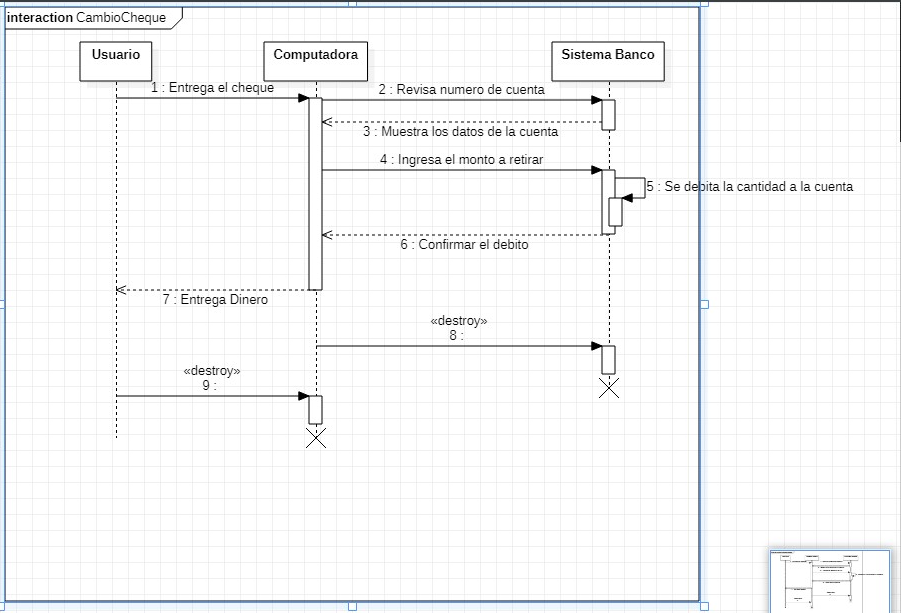 interaction CambioCheque
Usuario
Computadora
Sistema Banco
1 : Entrega el cheque
2 : Revisa numero de cuenta
3 : Muestra los datos de la cuenta
4 : Ingresa el monto a retirar
5 : Se debita la cantidad a la cuenta
6 : Confirmar el debito
7 : Entrega Dinero
«destroy»
8 :
«destroy»
9 :